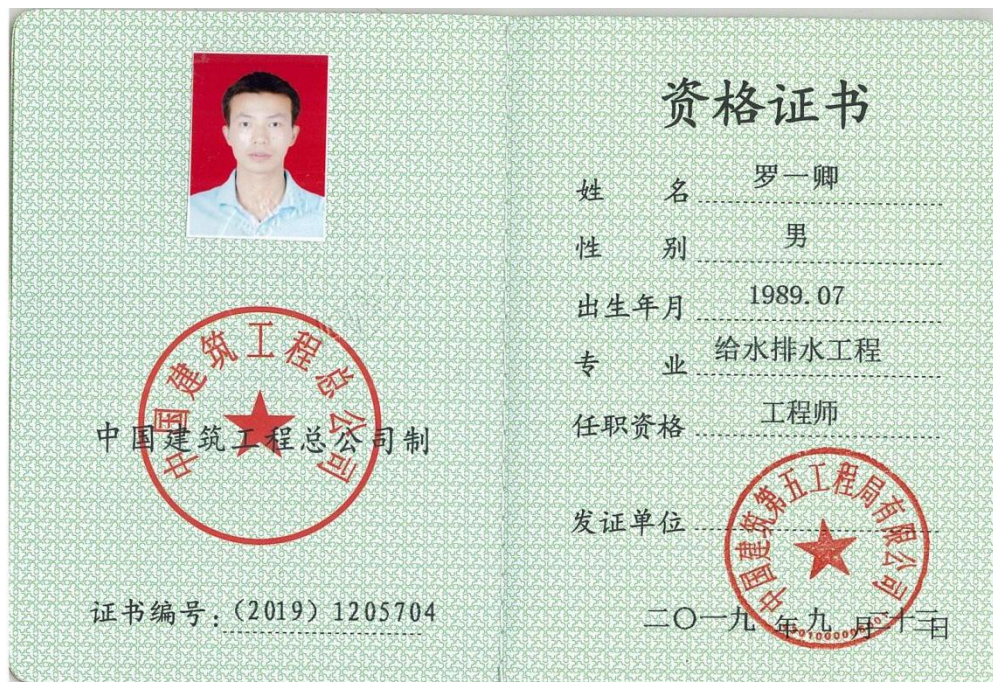 中国建筑工程总公司
中国建筑工程总公司制
证书编号:(2019)1205704
资格证书
姓 名 罗一卿
性 别 男
出生年月 1989.07
专 业 给水排水工程
任职资格 工程师
发证单位
中国建筑第五工程局有限公司
二〇一九 年 九 月 二十三 日